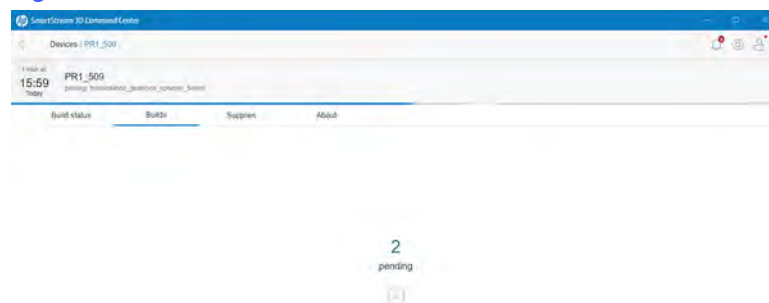 SmartStream 3D Command Center
Devices / PR1_509
15:59
Today
PR1_509
Build status
Builds
Supplies
About
2
pending